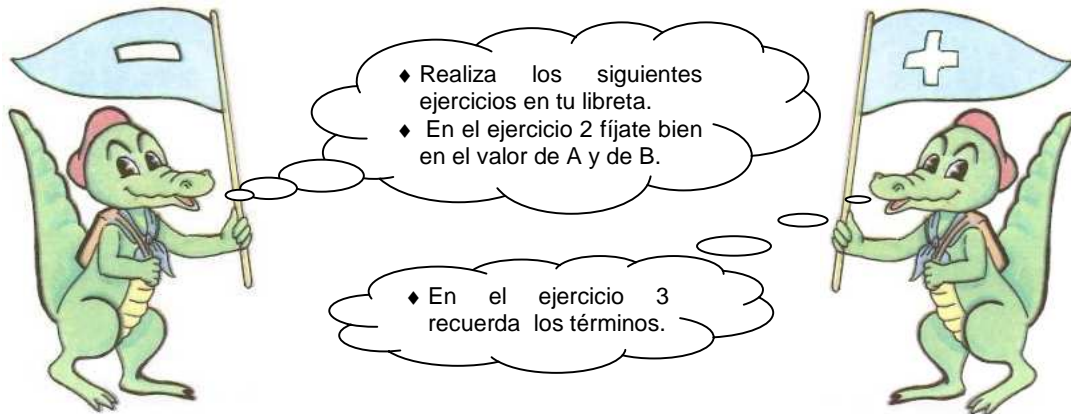 ♦ Realiza los siguientes
ejercicios en tu libreta.
♦ En el ejercicio 2 fíjate bien
en el valor de A y de B.
♦ En el ejercicio 3
recuerda los términos.